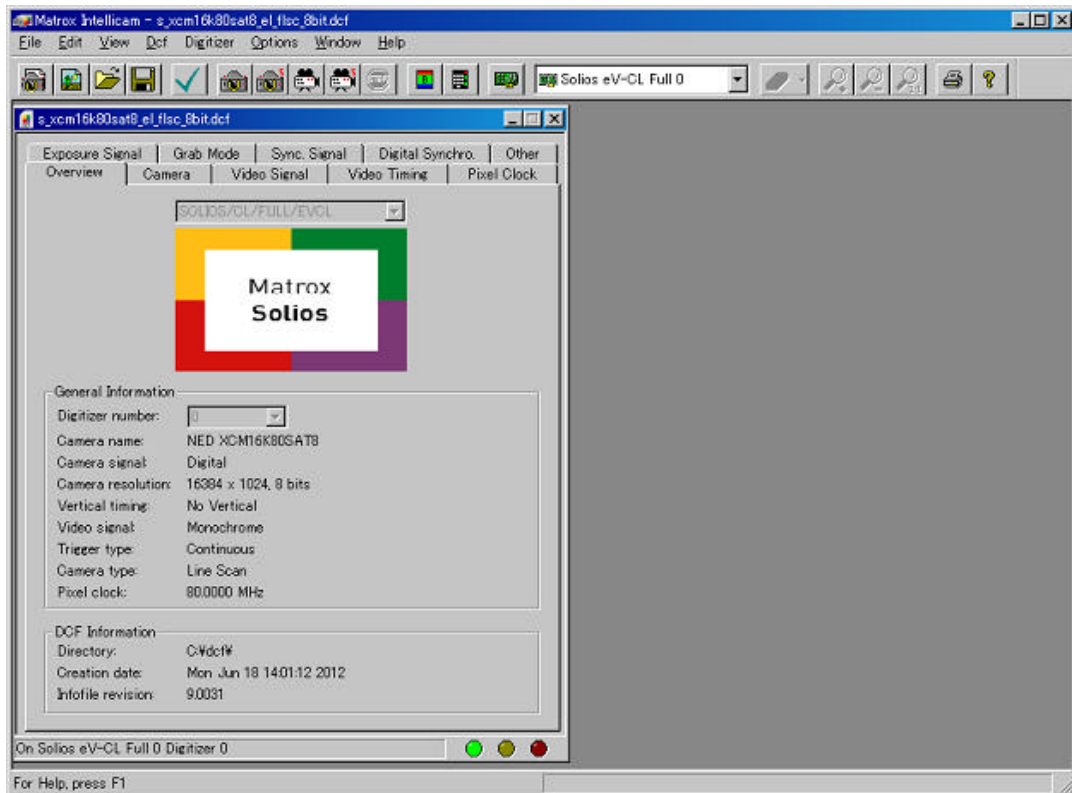 Matrox Intellicam - s_xcm16k80sat8_el_flsc_8bit.dcf
File Edit View Dcf Digitizer Options Window Help
Solios eV-CL Full 0
s_xcm16k80sat8_el_flsc_8bit.dcf
Exposure Signal Grab Mode Sync. Signal Digital Synchro. Other
Overview Camera Video Signal Video Timing Pixel Clock
SOLIOS/CL/FULL/EVCL
Matrox
Solios
General Information
Digitizer number: 0
Camera name: NED XCM16K80SAT8
Camera signal: Digital
Camera resolution: 16384 x 1024, 8 bits
Vertical timing: No Vertical
Video signal: Monochrome
Trigger type: Continuous
Camera type: Line Scan
Pixel clock: 80.0000 MHz
DCF Information
Directory: C:¥dcf¥
Creation date: Mon Jun 18 14:01:12 2012
Infofile revision: 9.0031
On Solios eV-CL Full 0 Digitizer 0
For Help, press F1